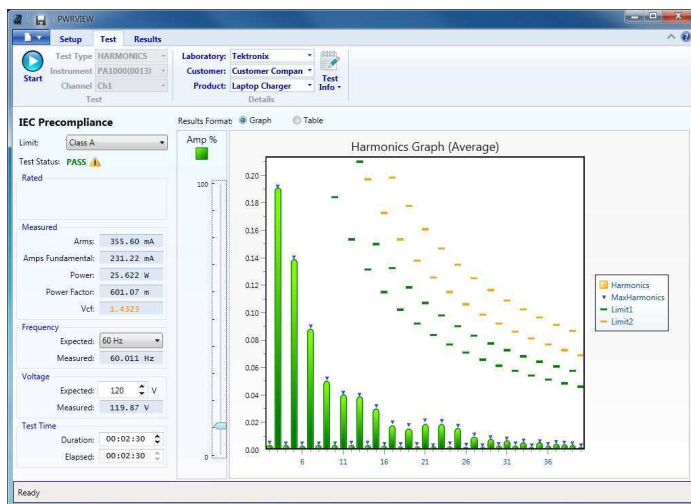 PWRVIEW
Setup Test Results
Start
Test Type HARMONICS
Instrument PA1000(0013)
Channel Ch1
Test
Laboratory: Tektronix
Customer: Customer Compan
Product: Laptop Charger
Test Info
Details
IEC Precompliance
Limit: Class A
Test Status: PASS
Rated
Measured
Arms: 355.60 mA
Amps Fundamental: 231.22 mA
Power: 25.622 W
Power Factor: 601.07 m
Vcf: 1.4323
Frequency
Expected: 60 Hz
Measured: 60.011 Hz
Voltage
Expected: 120 V
Measured: 119.87 V
Test Time
Duration: 00:02:30
Elapsed: 00:02:30
Results Format: Graph Table
Amp %
100
0
Harmonics Graph (Average)
0.20
0.18
0.16
0.14
0.12
0.10
0.08
0.06
0.04
0.02
0.00
6 11 16 21 26 31 36
Harmonics
MaxHarmonics
Limit1
Limit2
Ready